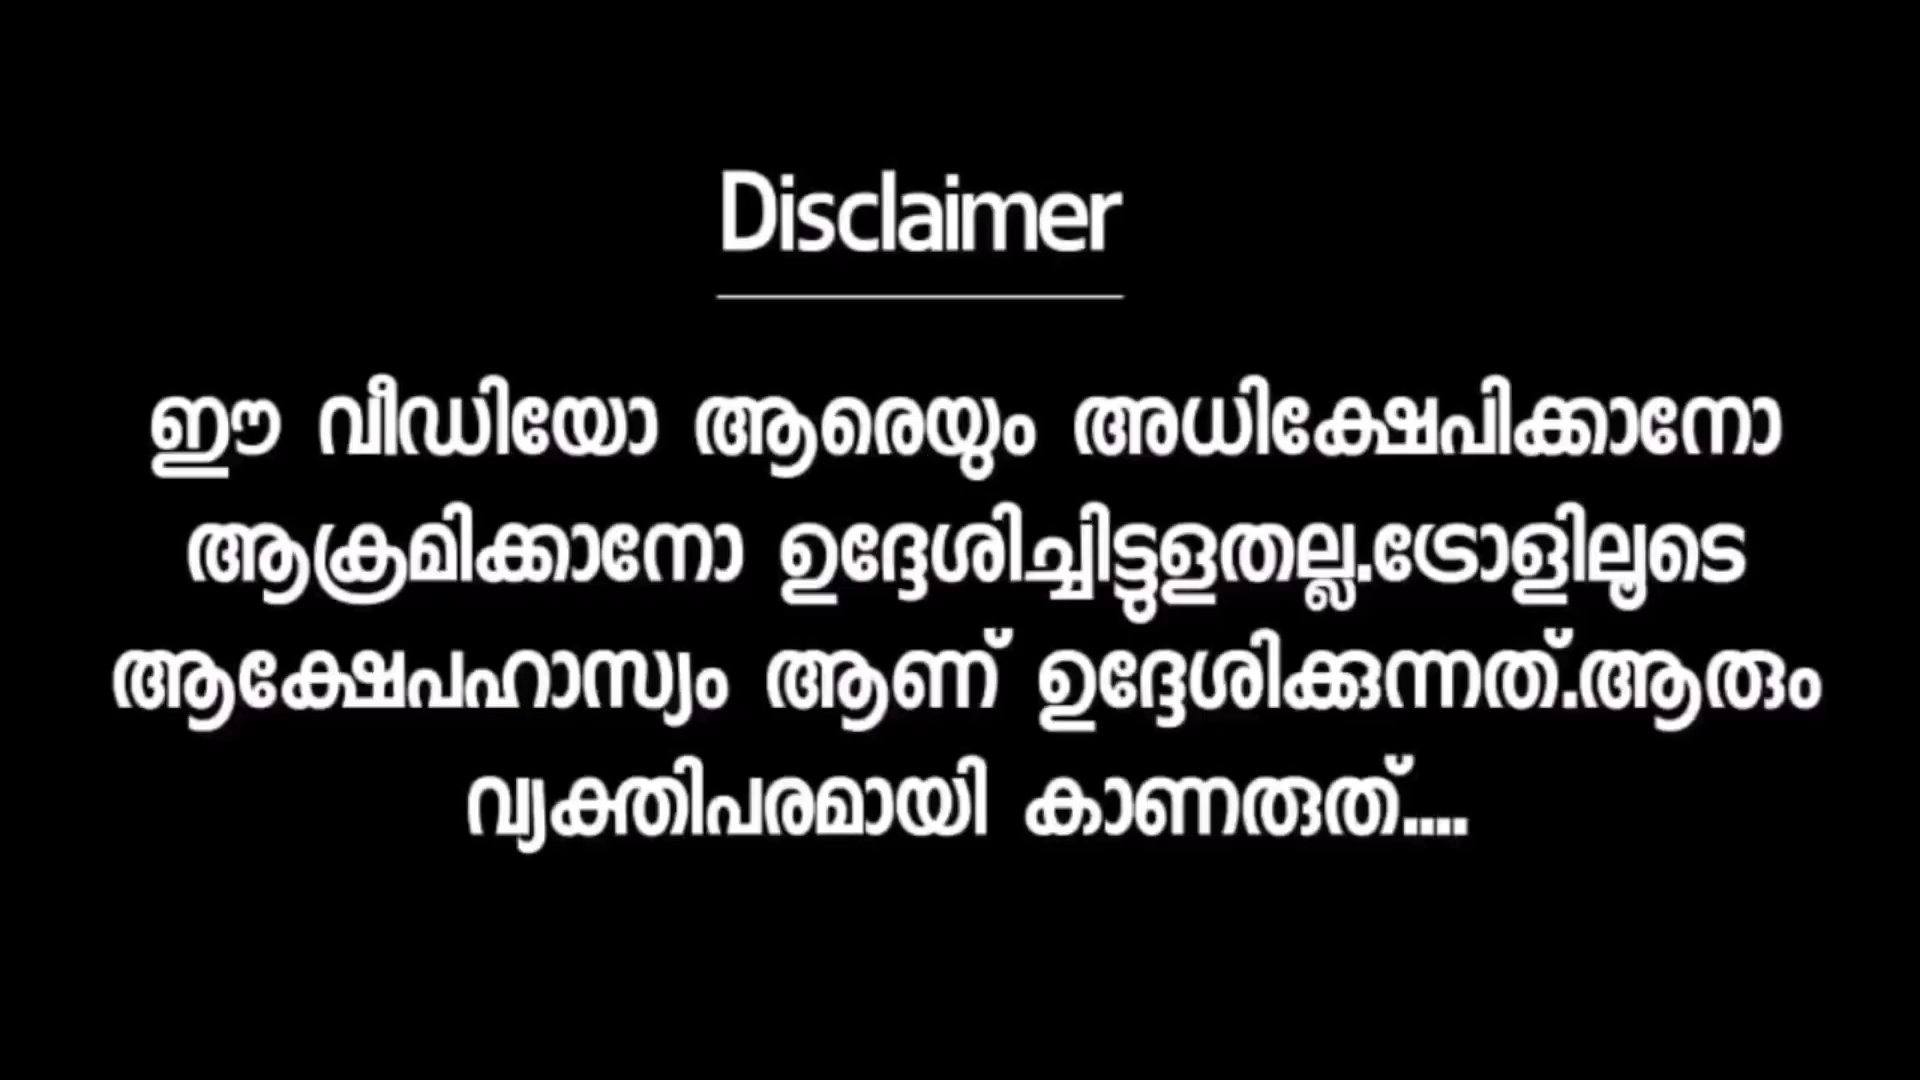 Disclaimer
ഈ വീഡിയോ ആരെയും അധിക്ഷേപിക്കാനോ
ആക്രമിക്കാനോ ഉദ്ദേശിച്ചിട്ടുളതല്ല.ട്രോളിലൂടെ
ആക്ഷേപഹാസ്യം ആണ് ഉദ്ദേശിക്കുന്നത്.ആരും
വ്യക്തിപരമായി കാണരുത്....